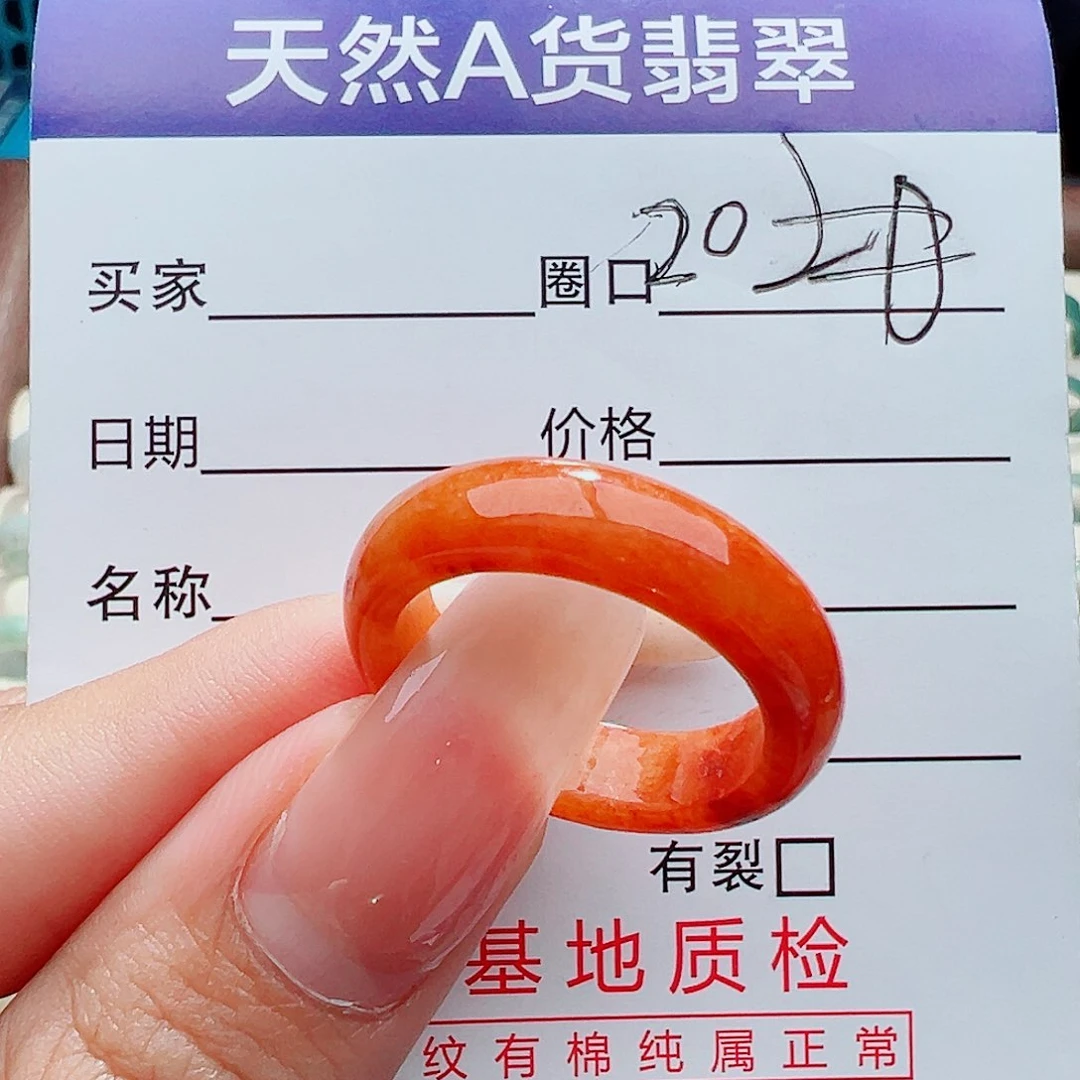 天然A货翡翠
买家 圈口 20
日期 价格
名称
有裂
基地质检
纹有棉纯属正常